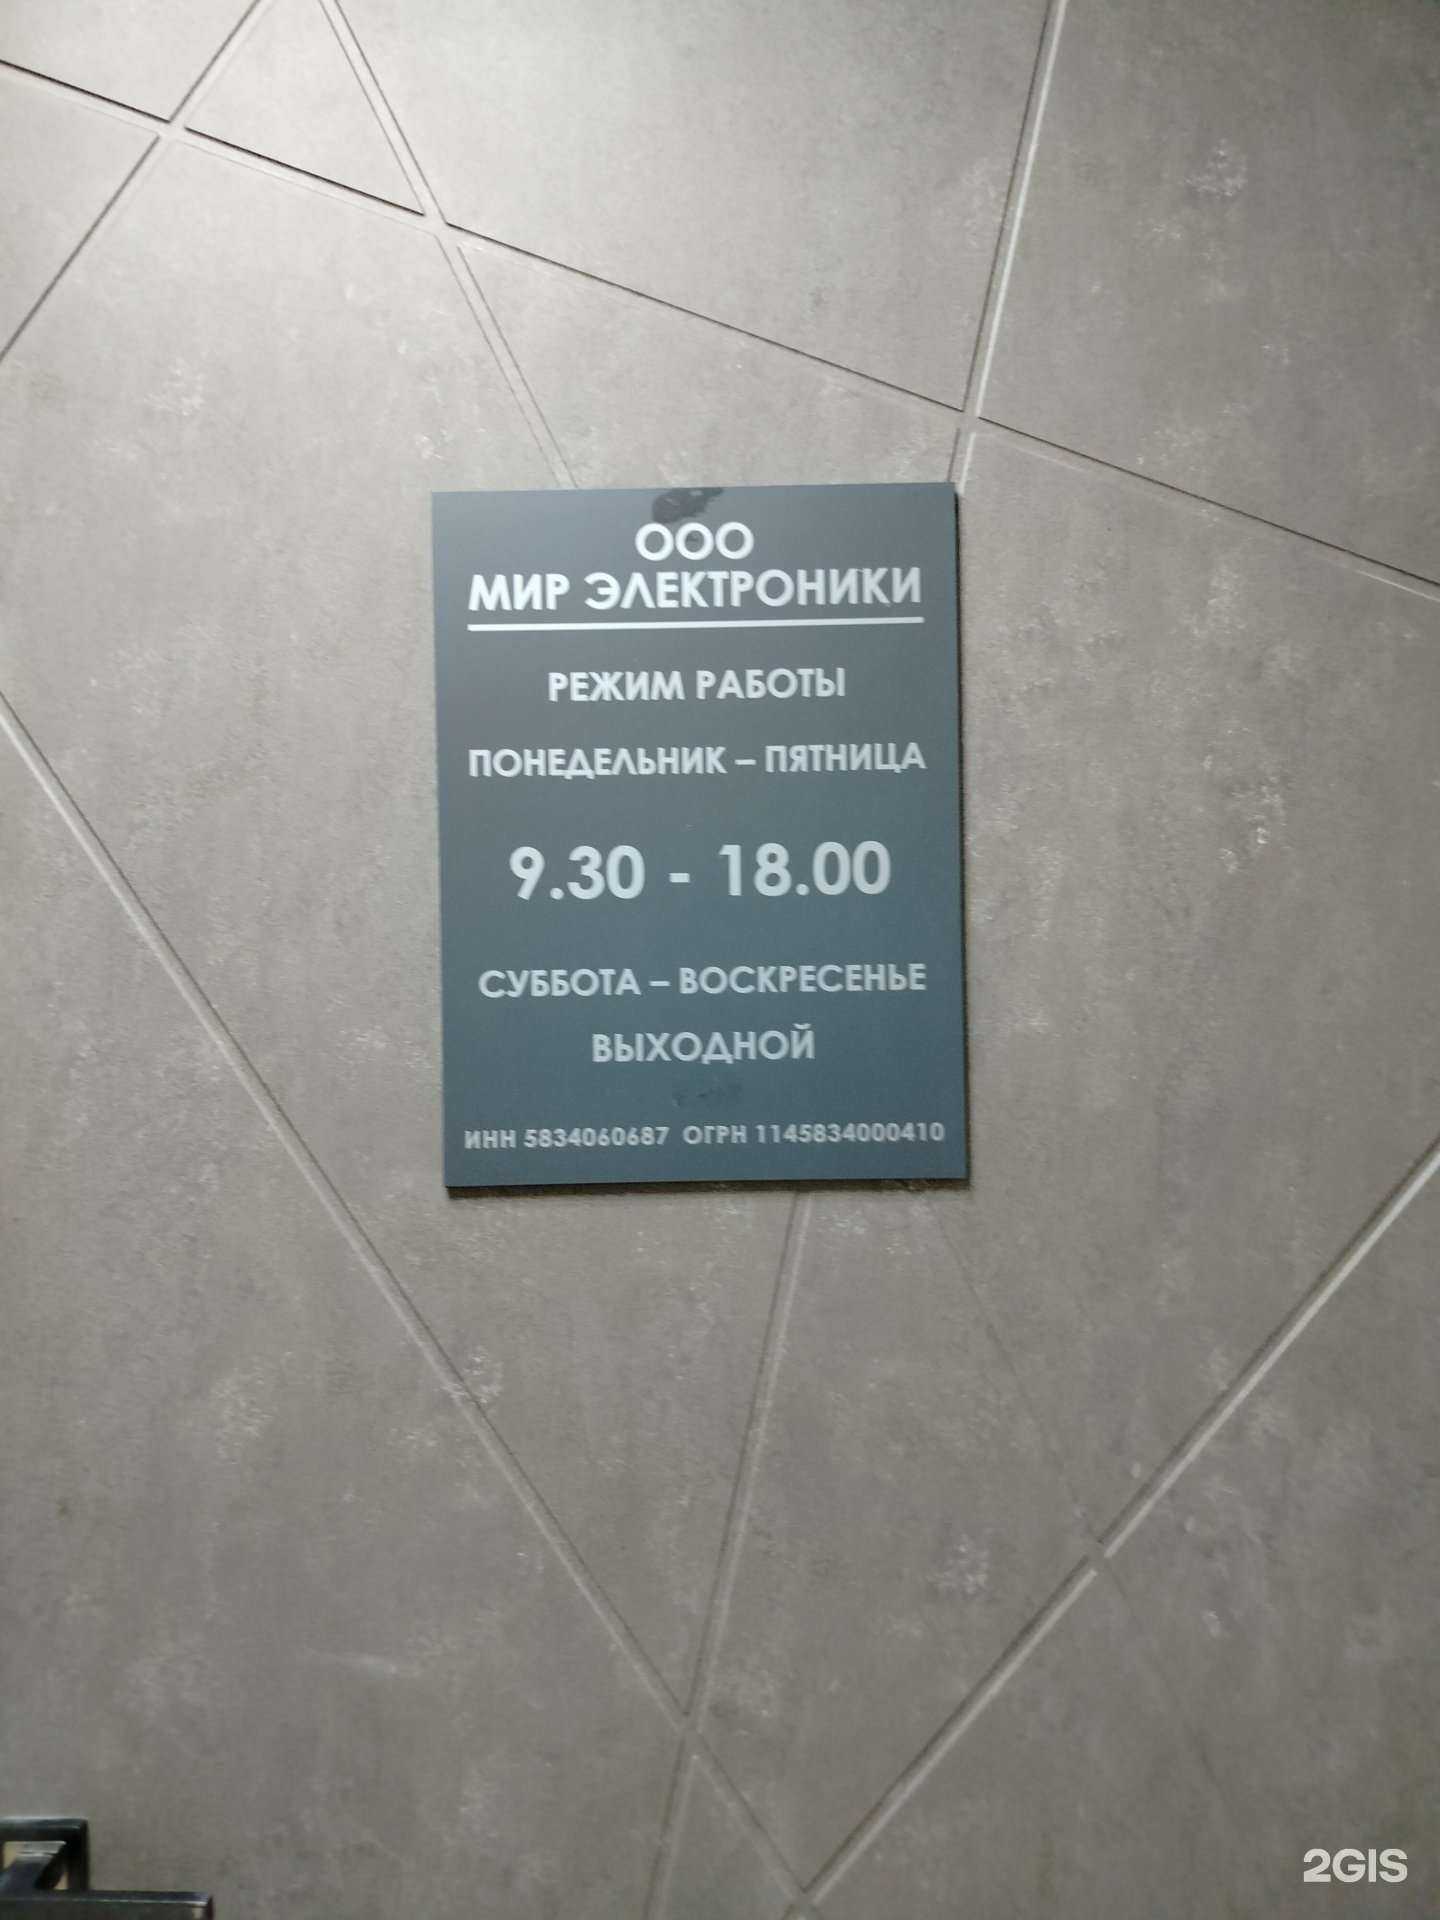 ООО
МИР ЭЛЕКТРОНИКИ
РЕЖИМ РАБОТЫ
ПОНЕДЕЛЬНИК – ПЯТНИЦА
9.30 - 18.00
СУББОТА – ВОСКРЕСЕНЬЕ
ВЫХОДНОЙ
ИНН 5834060687 ОГРН 1145834000410
2GIS